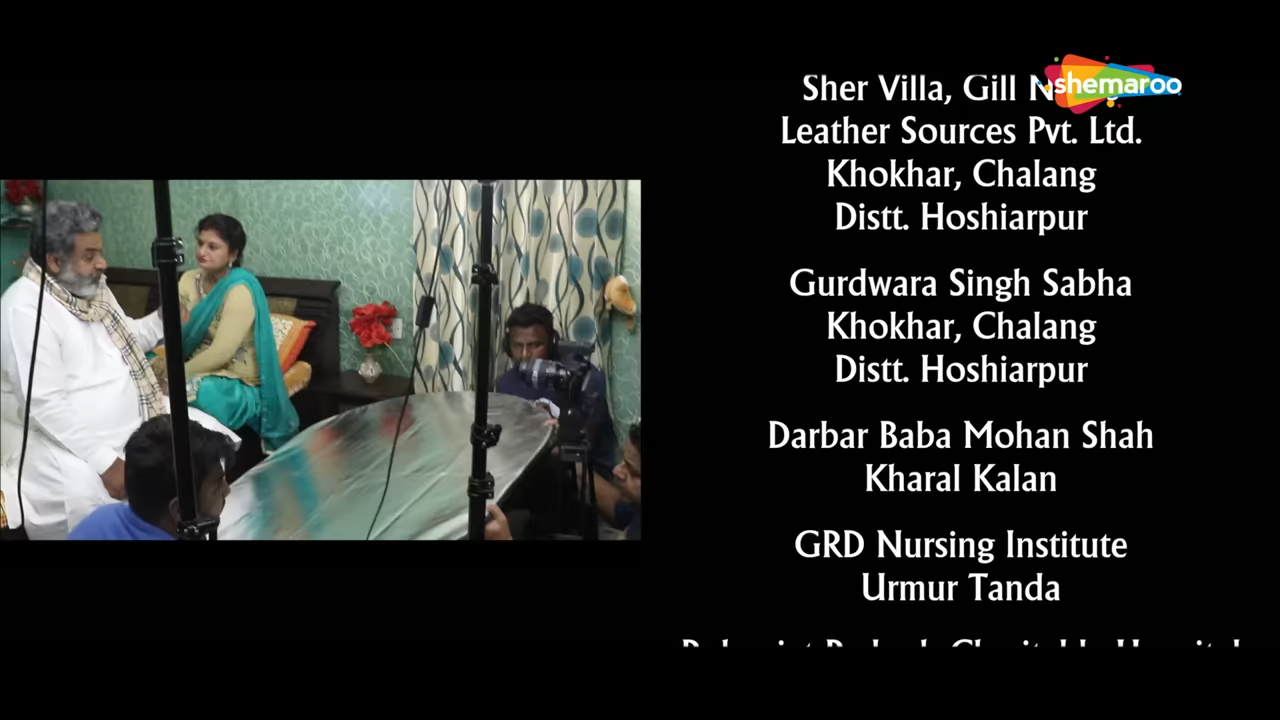 shemaroo
Sher Villa, Gill
Leather Sources Pvt. Ltd.
Khokhar, Chalang
Distt. Hoshiarpur
Gurdwara Singh Sabha
Khokhar, Chalang
Distt. Hoshiarpur
Darbar Baba Mohan Shah
Kharal Kalan
GRD Nursing Institute
Urmur Tanda